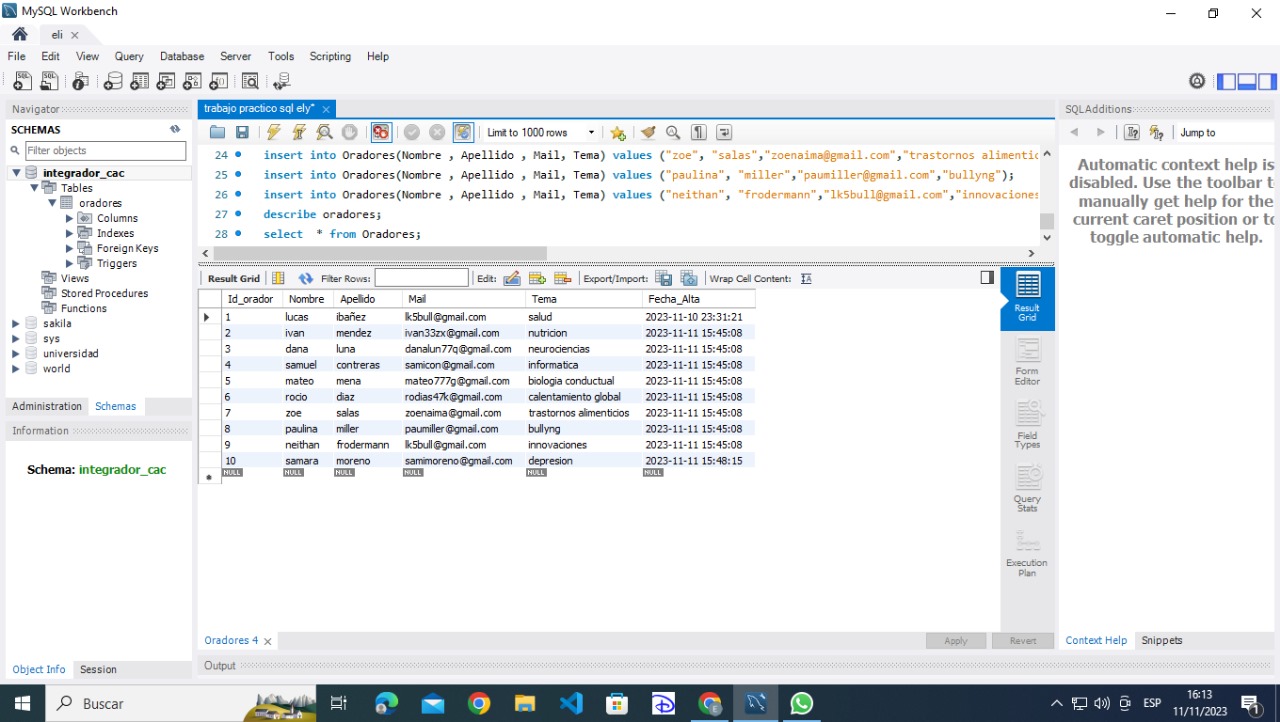 MySQL Workbench
eli
File Edit View Query Database Server Tools Scripting Help
Navigator
SCHEMAS
Filter objects
integrador_cac
Tables
oradores
Columns
Indexes
Foreign Keys
Triggers
Views
Stored Procedures
Functions
sakila
sys
universidad
world
Administration Schemas
Information
Schema: integrador_cac
Object Info Session
trabajo practico sql ely*
Limit to 1000 rows
24 insert into Oradores(Nombre , Apellido , Mail, Tema) values ("zoe", "salas","zoenaima@gmail.com","trastornos alimentic
25 insert into Oradores(Nombre , Apellido , Mail, Tema) values ("paulina", "miller","paumiller@gmail.com","bullyng");
26 insert into Oradores(Nombre , Apellido , Mail, Tema) values ("neithan", "frodermann","lk5bull@gmail.com","innovaciones
27 describe oradores;
28 select * from Oradores;
Result Grid Filter Rows: Edit: Export/Import: Wrap Cell Content:
Id_orador Nombre Apellido Mail Tema Fecha_Alta
1 lucas ibañez lk5bull@gmail.com salud 2023-11-10 23:31:21
2 ivan mendez ivan33zx@gmail.com nutricion 2023-11-11 15:45:08
3 dana luna danalun77q@gmail.com neurociencias 2023-11-11 15:45:08
4 samuel contreras samicon@gmail.com informatica 2023-11-11 15:45:08
5 mateo mena mateo777g@gmail.com biologia conductual 2023-11-11 15:45:08
6 rocio diaz rodias47k@gmail.com calentamiento global 2023-11-11 15:45:08
7 zoe salas zoenaima@gmail.com trastornos alimenticios 2023-11-11 15:45:08
8 paulina miller paumiller@gmail.com bullyng 2023-11-11 15:45:08
9 neithan frodermann lk5bull@gmail.com innovaciones 2023-11-11 15:45:08
10 samara moreno samimoreno@gmail.com depresion 2023-11-11 15:48:15
NULL NULL NULL NULL NULL NULL
Result
Grid
Form
Editor
Field
Types
Query
Stats
Execution
Plan
Oradores 4
Apply Revert
Output
SQLAdditions
Jump to
Automatic context help is
disabled. Use the toolbar t
manually get help for the
current caret position or to
toggle automatic help.
Context Help Snippets
Buscar
ESP
16:13
11/11/2023
1